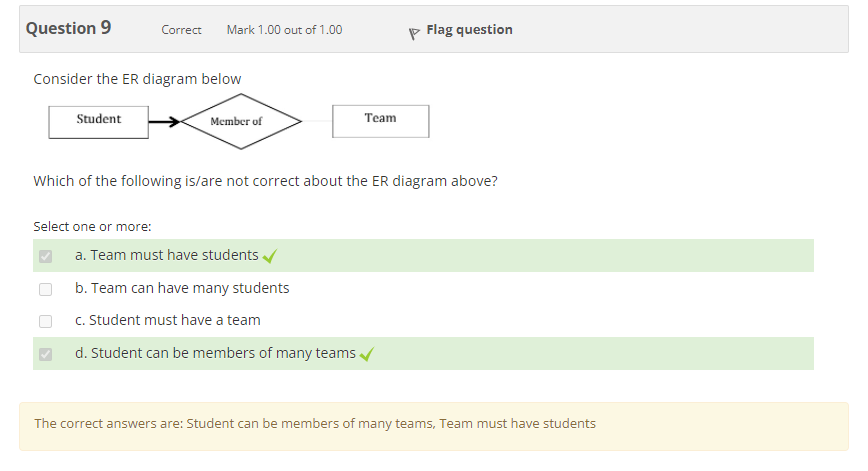 Question 9 Correct Mark 1.00 out of 1.00 Flag question
Consider the ER diagram below
Student Member of Team
Which of the following is/are not correct about the ER diagram above?
Select one or more:
a. Team must have students
b. Team can have many students
c. Student must have a team
d. Student can be members of many teams
The correct answers are: Student can be members of many teams, Team must have students